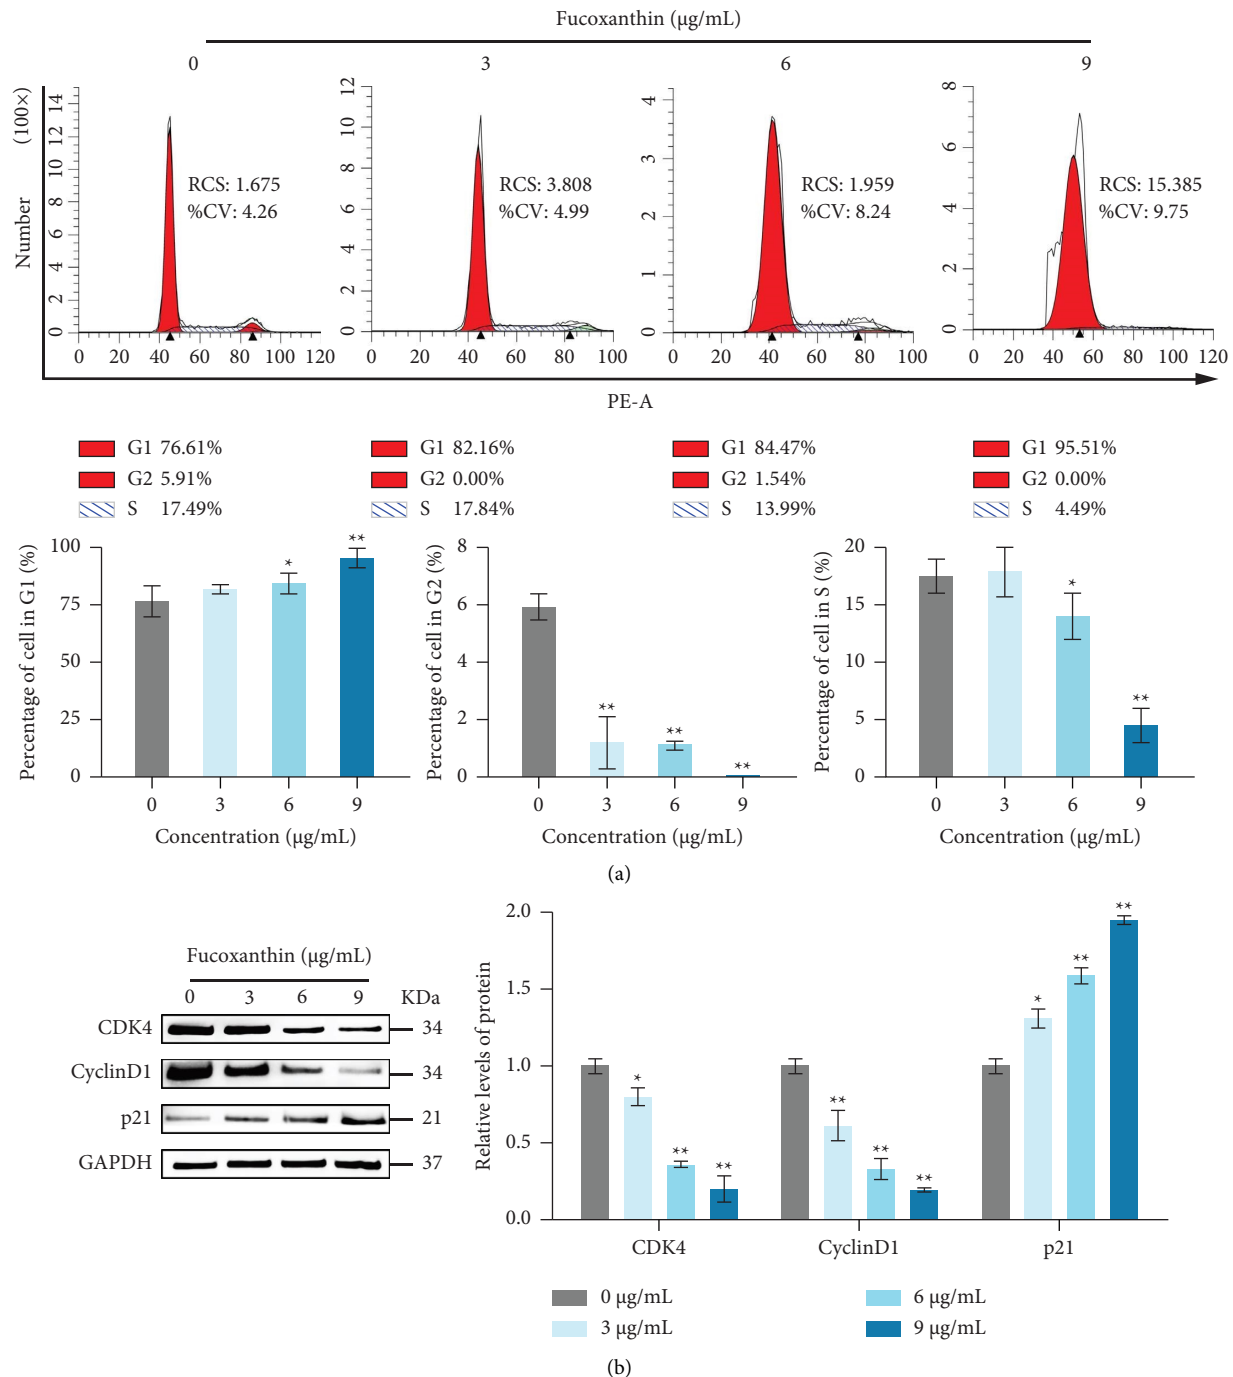 Fucoxanthin (µg/mL)
0 3 6 9
(100×)
Number
14
12
10
8
6
4
2
0
0 20 40 60 80 100 120
RCS: 1.675
%CV: 4.26
12
10
8
6
4
2
0
0 20 40 60 80 100
RCS: 3.808
%CV: 4.99
4
3
2
1
0
0 20 40 60 80 100
RCS: 1.959
%CV: 8.24
8
6
4
2
0
0 20 40 60 80 100 120
RCS: 15.385
%CV: 9.75
PE-A
G1 76.61%
G2 5.91%
S 17.49%
G1 82.16%
G2 0.00%
S 17.84%
G1 84.47%
G2 1.54%
S 13.99%
G1 95.51%
G2 0.00%
S 4.49%
Percentage of cell in G1 (%)
100
75
50
25
0
* **
0 3 6 9
Concentration (µg/mL)
Percentage of cell in G2 (%)
8
6
4
2
0
** ** **
0 3 6 9
Concentration (µg/mL)
Percentage of cell in S (%)
20
15
10
5
0
* **
0 3 6 9
Concentration (µg/mL)
(a)
Fucoxanthin (µg/mL)
0 3 6 9 KDa
CDK4 34
CyclinD1 34
p21 21
GAPDH 37
Relative levels of protein
2.0
1.5
1.0
0.5
0.0
* ** **
** ** **
* ** **
CDK4 CyclinD1 p21
0 µg/mL
3 µg/mL
6 µg/mL
9 µg/mL
(b)